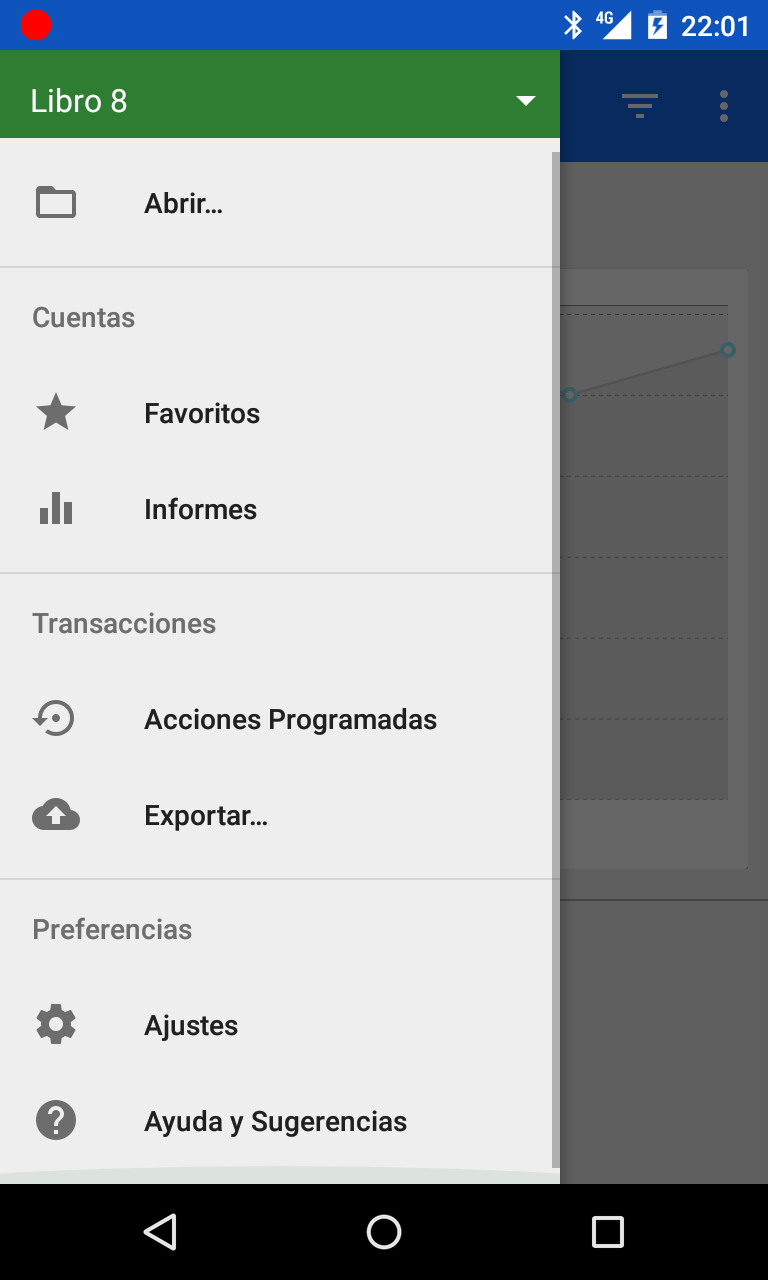 4G 22:01
Libro 8
Abrir…
Cuentas
Favoritos
Informes
Transacciones
Acciones Programadas
Exportar…
Preferencias
Ajustes
Ayuda y Sugerencias